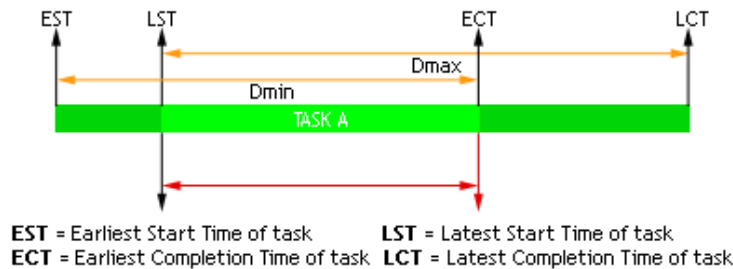 EST LST ECT LCT
Dmax
Dmin
TASK A
EST = Earliest Start Time of task LST = Latest Start Time of task
ECT = Earliest Completion Time of task LCT = Latest Completion Time of task